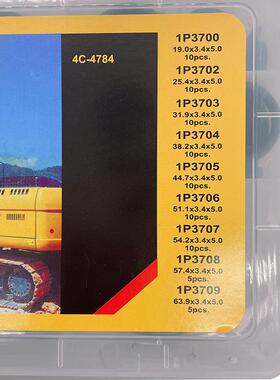 4C-4784
1P3700
19.0x3.4x5.0
10pcs.
1P3702
25.4x3.4x5.0
10pcs.
1P3703
31.9x3.4x5.0
10pcs.
1P3704
38.2x3.4x5.0
10pcs.
1P3705
44.7x3.4x5.0
10pcs.
1P3706
51.1x3.4x5.0
10pcs.
1P3707
54.2x3.4x5.0
10pcs.
1P3708
57.4x3.4x5.0
5pcs.
1P3709
63.9x3.4x5.0
5pcs.